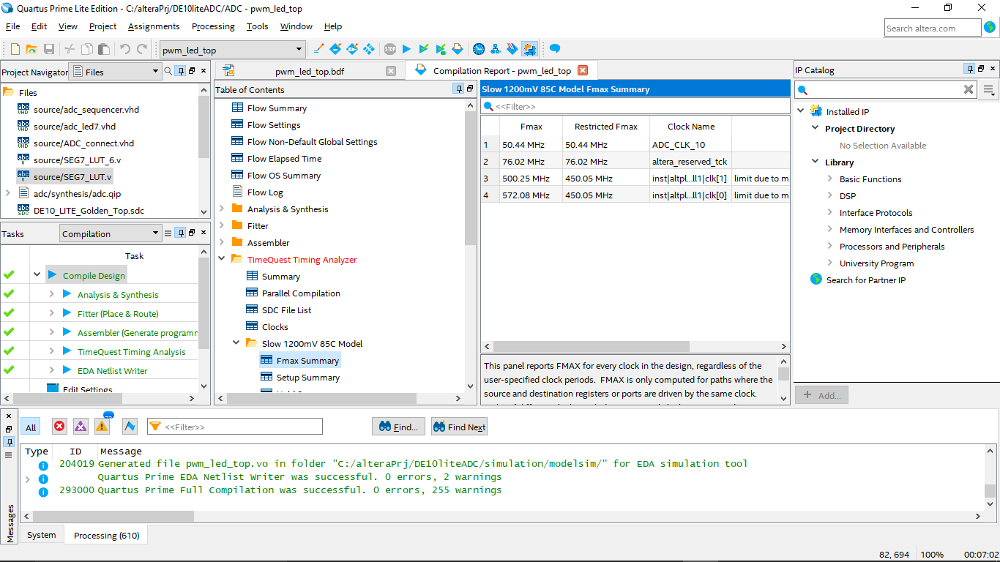 Quartus Prime Lite Edition - C:/alteraPrj/DE10liteADC/ADC - pwm_led_top
File Edit View Project Assignments Processing Tools Window Help
Search altera.com
pwm_led_top
STOP
Project Navigator Files
Files
source/adc_sequencer.vhd
source/adc_led7.vhd
source/ADC_connect.vhd
source/SEG7_LUT_6.v
source/SEG7_LUT.v
adc/synthesis/adc.qip
DE10_LITE_Golden_Top.sdc
Tasks Compilation
Task
Compile Design
Analysis & Synthesis
Fitter (Place & Route)
Assembler (Generate programm
TimeQuest Timing Analysis
EDA Netlist Writer
Edit Settings
pwm_led_top.bdf
Compilation Report - pwm_led_top
Table of Contents
Flow Summary
Flow Settings
Flow Non-Default Global Settings
Flow Elapsed Time
Flow OS Summary
Flow Log
Analysis & Synthesis
Fitter
Assembler
TimeQuest Timing Analyzer
Summary
Parallel Compilation
SDC File List
Clocks
Slow 1200mV 85C Model
Fmax Summary
Setup Summary
Slow 1200mV 85C Model Fmax Summary
<<Filter>>
Fmax Restricted Fmax Clock Name
1 50.44 MHz 50.44 MHz ADC_CLK_10
2 76.02 MHz 76.02 MHz altera_reserved_tck
3 500.25 MHz 450.05 MHz inst|altpl...ll1|clk[1] limit due to m
4 572.08 MHz 450.05 MHz inst|altpl...ll1|clk[0] limit due to m
This panel reports FMAX for every clock in the design, regardless of the
user-specified clock periods. FMAX is only computed for paths where the
source and destination registers or ports are driven by the same clock.
IP Catalog
Installed IP
Project Directory
No Selection Available
Library
Basic Functions
DSP
Interface Protocols
Memory Interfaces and Controllers
Processors and Peripherals
University Program
Search for Partner IP
+ Add...
All <<Filter>> Find... Find Next
Type ID Message
204019 Generated file pwm_led_top.vo in folder "C:/alteraPrj/DE10liteADC/simulation/modelsim/" for EDA simulation tool
Quartus Prime EDA Netlist Writer was successful. 0 errors, 2 warnings
293000 Quartus Prime Full Compilation was successful. 0 errors, 255 warnings
Messages
System Processing (610)
82, 694 100% 00:07:02